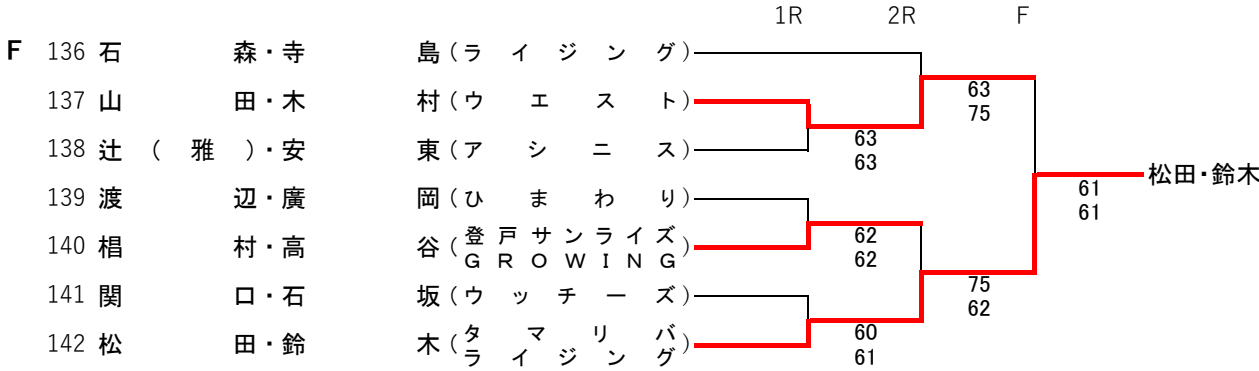 1R 2R F
F 136 石森・寺島(ライジング)
137 山田・木村(ウエスト)
63
75
138 辻(雅)・安東(アシニス)
63
63
松田・鈴木
139 渡辺・廣岡(ひまわり)
61
61
140 椙村・高谷(登戸サンライズ
GROWING)
62
62
141 関口・石坂(ウッチーズ)
75
62
142 松田・鈴木(タマリバ
ライジング)
60
61